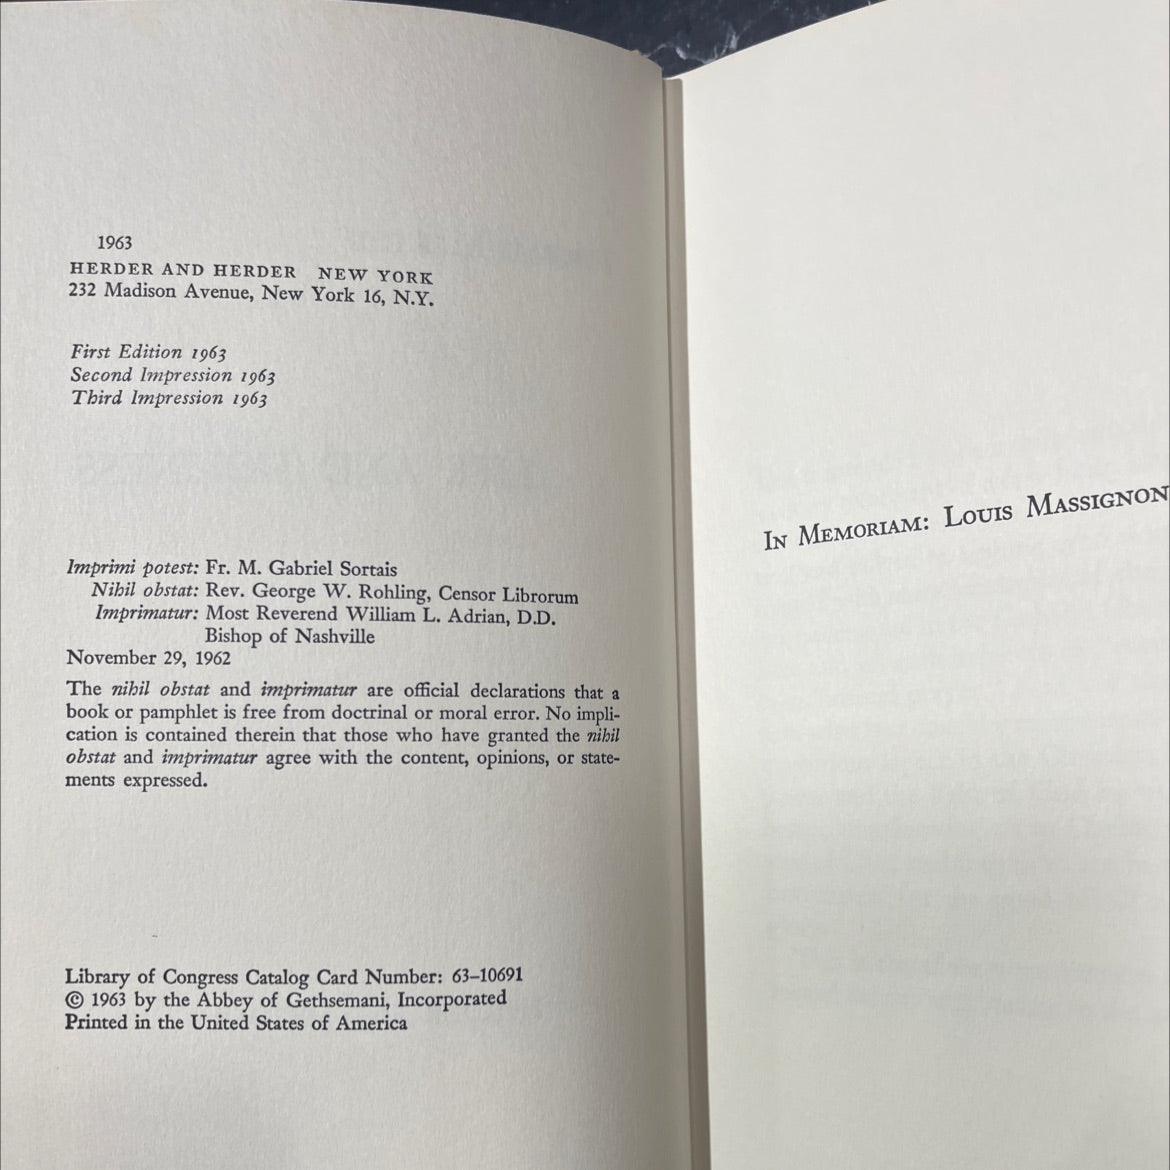 1963
HERDER AND HERDER NEW YORK
232 Madison Avenue, New York 16, N.Y.
First Edition 1963
Second Impression 1963
Third Impression 1963
Imprimi potest: Fr. M. Gabriel Sortais
Nihil obstat: Rev. George W. Rohling, Censor Librorum
Imprimatur: Most Reverend William L. Adrian, D.D.
Bishop of Nashville
November 29, 1962
The nihil obstat and imprimatur are official declarations that a
book or pamphlet is free from doctrinal or moral error. No impli-
cation is contained therein that those who have granted the nihil
obstat and imprimatur agree with the content, opinions, or state-
ments expressed.
Library of Congress Catalog Card Number: 63–10691
© 1963 by the Abbey of Gethsemani, Incorporated
Printed in the United States of America
In Memoriam: Louis Massignon